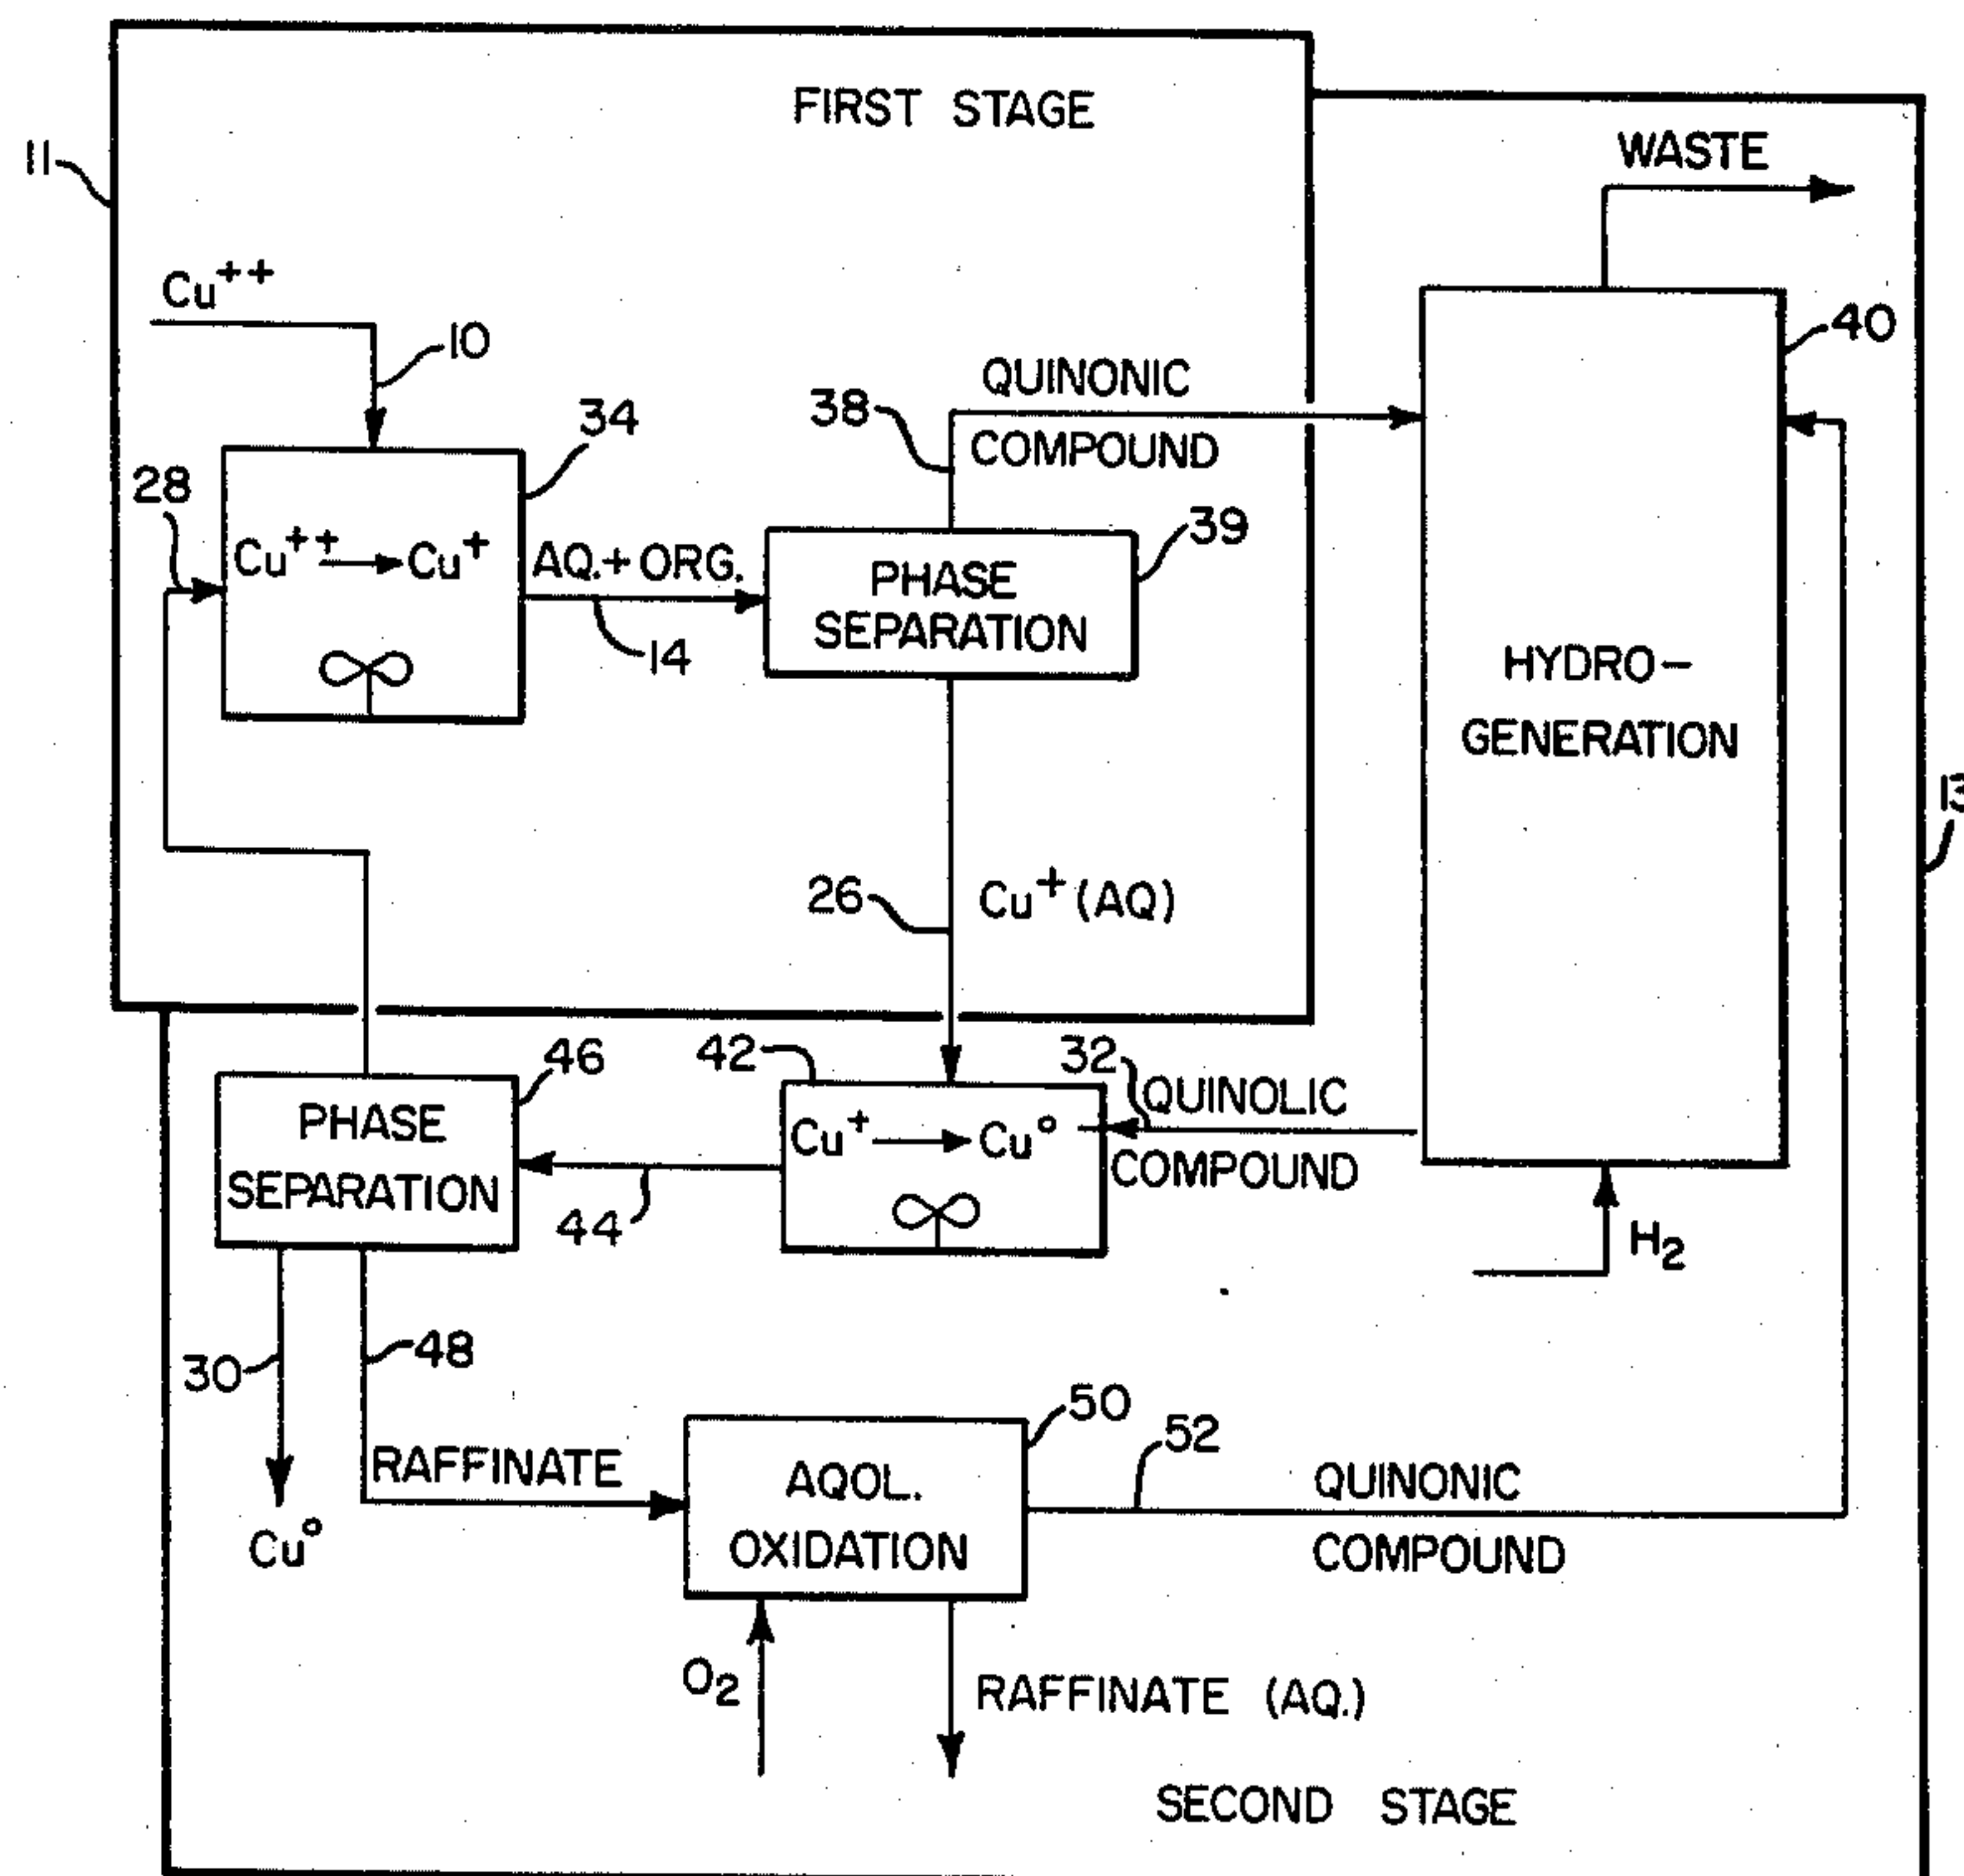 FIRST STAGE
11
WASTE
Cu++
10
40
34
38
QUINONIC
COMPOUND
28
39
Cu++ → Cu+
AQ.+ ORG.
PHASE
SEPARATION
14
HYDRO-
GENERATION
13
26
Cu+ (AQ)
46
42
32
QUINOLIC
COMPOUND
PHASE
SEPARATION
Cu+ → Cu°
44
H2
30
48
50
52
RAFFINATE
AQOL.
OXIDATION
QUINONIC
COMPOUND
Cu°
O2
RAFFINATE (AQ.)
SECOND STAGE